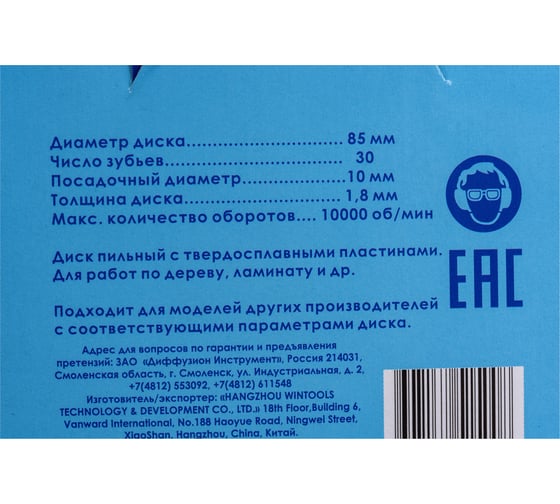 Диаметр диска........................... 85 мм
Число зубьев............................... 30
Посадочный диаметр................10 мм
Толщина диска..........................1,8 мм
Макс. количество оборотов.... 10000 об/мин
Диск пильный с твердосплавными пластинами.
Для работ по дереву, ламинату и др.
EAC
Подходит для моделей других производителей
с соответствующими параметрами диска.
Адрес для вопросов по гарантии и предъявления
претензий: ЗАО «Диффузион Инструмент», Россия 214031,
Смоленская область, г. Смоленск, ул. Индустриальная, д. 2,
+7(4812) 553092, +7(4812) 611548
Изготовитель/экспортер: «HANGZHOU WINTOOLS
TECHNOLOGY & DEVELOPMENT CO., LTD.» 18th Floor,Building 6,
Vanward International, No.188 Haoyue Road, Ningwei Street,
XiaoShan, Hangzhou, China, Китай.